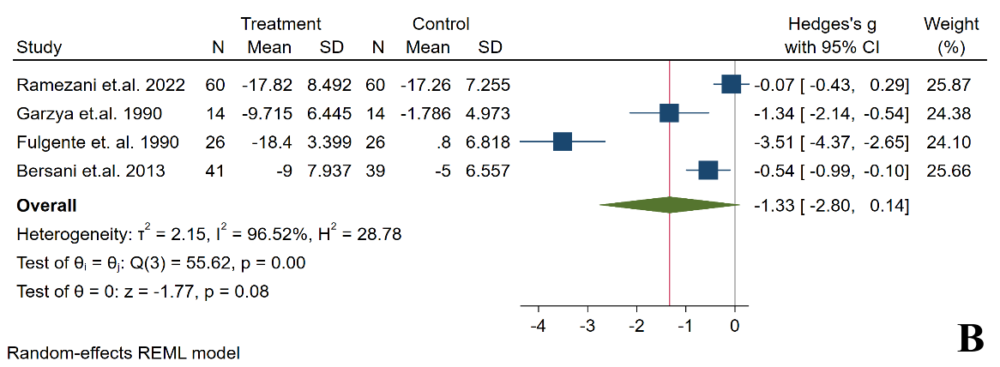 Treatment Control Hedges's g Weight
Study N Mean SD N Mean SD with 95% CI (%)
Ramezani et.al. 2022 60 -17.82 8.492 60 -17.26 7.255 -0.07 [ -0.43, 0.29] 25.87
Garzya et.al. 1990 14 -9.715 6.445 14 -1.786 4.973 -1.34 [ -2.14, -0.54] 24.38
Fulgente et. al. 1990 26 -18.4 3.399 26 .8 6.818 -3.51 [ -4.37, -2.65] 24.10
Bersani et.al. 2013 41 -9 7.937 39 -5 6.557 -0.54 [ -0.99, -0.10] 25.66
Overall -1.33 [ -2.80, 0.14]
Heterogeneity: τ² = 2.15, I² = 96.52%, H² = 28.78
Test of θᵢ = θⱼ: Q(3) = 55.62, p = 0.00
Test of θ = 0: z = -1.77, p = 0.08
-4 -3 -2 -1 0
B
Random-effects REML model